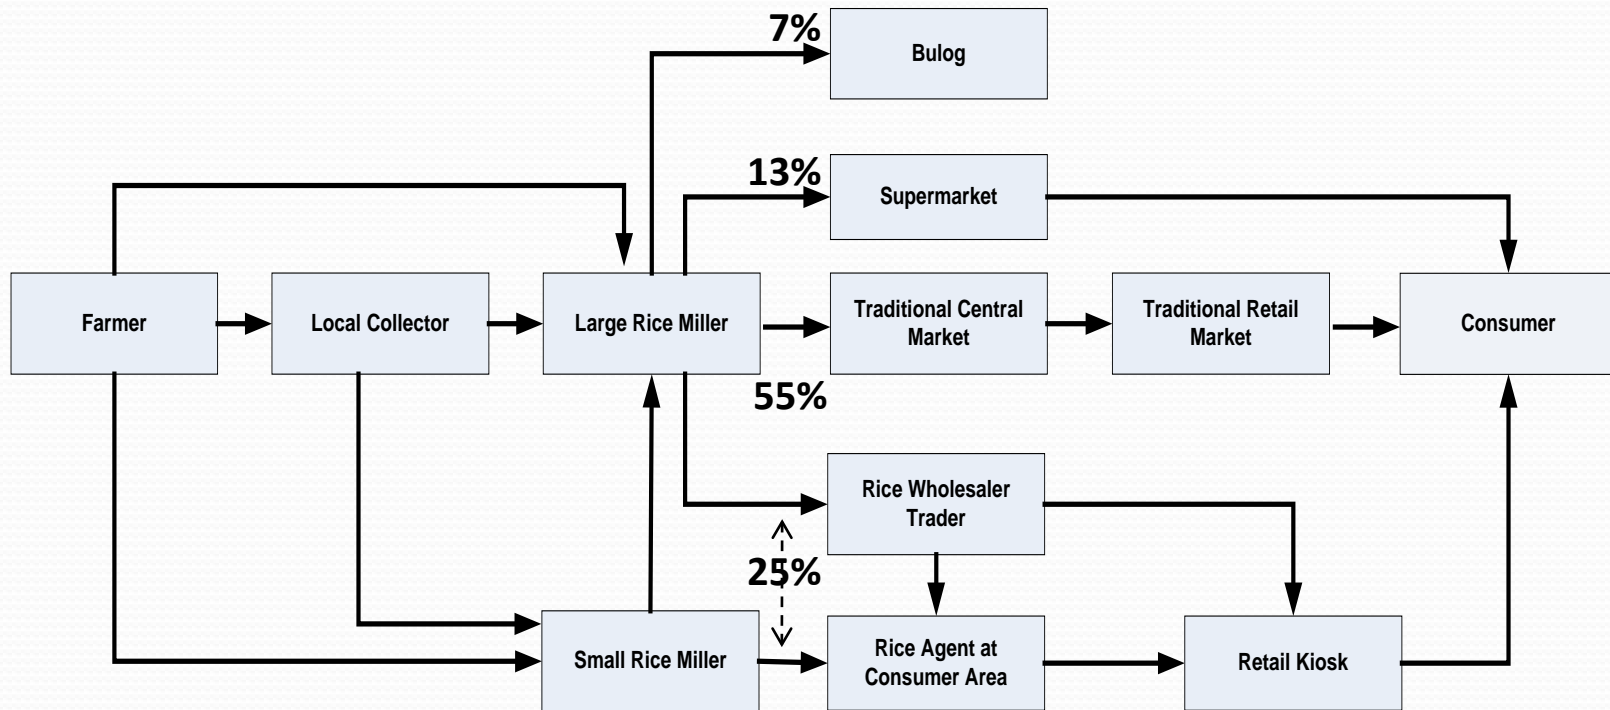 7%
Bulog
13%
Supermarket
Farmer
Local Collector
Large Rice Miller
Traditional Central
Market
Traditional Retail
Market
Consumer
55%
Rice Wholesaler
Trader
25%
Small Rice Miller
Rice Agent at
Consumer Area
Retail Kiosk